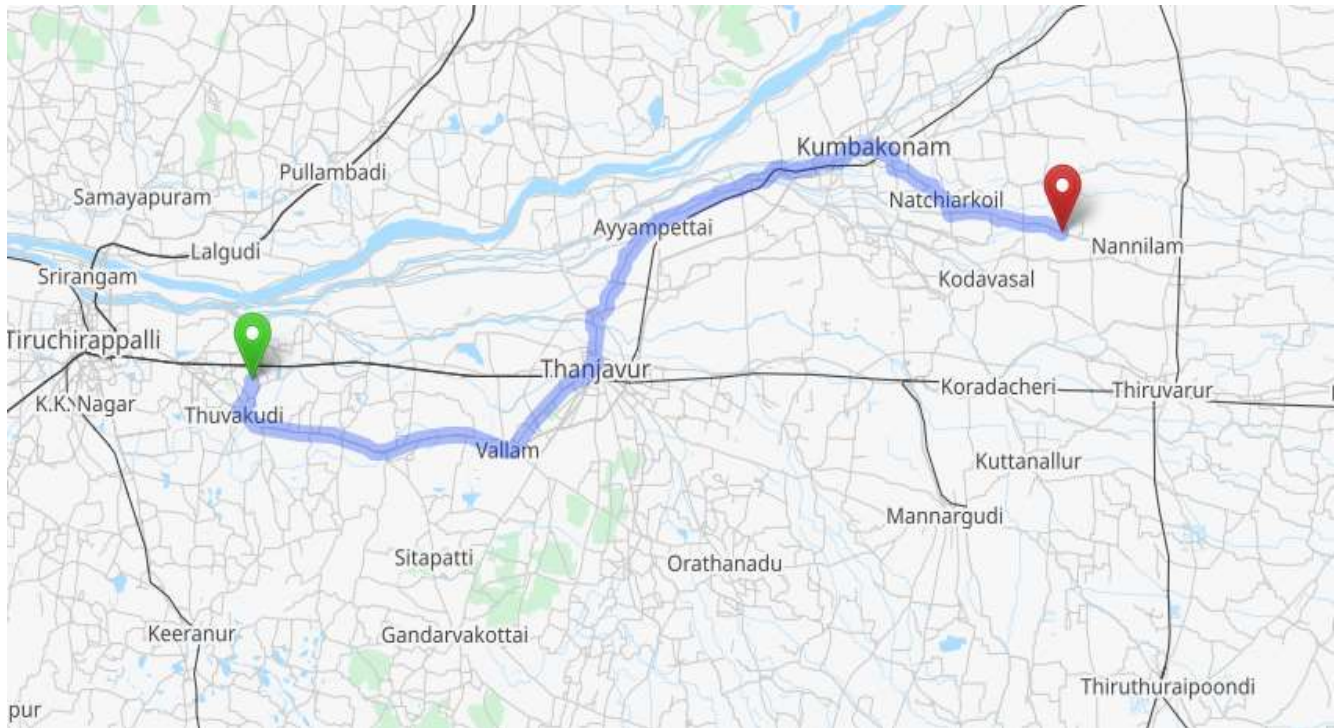 Kumbakonam
Pullambadi
Samayapuram
Natchiarkoil
Ayyampettai
Nannilam
Lalgudi
Srirangam
Kodavasal
Tiruchirappalli
Thanjavur
Koradacheri
Thiruvarur
K.K. Nagar
Thuvakudi
Vallam
Kuttanallur
Mannargudi
Sitapatti
Orathanadu
Keeranur
Gandarvakottai
Thiruthuraipoondi
pur